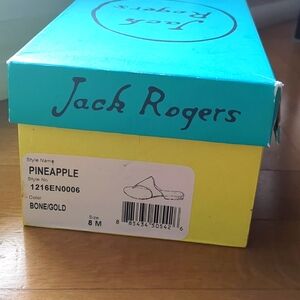 Jack
Rogers
Jack Rogers
Style Name
PINEAPPLE
Style No.
1216EN0006
Color
BONE/GOLD
Size
8 M